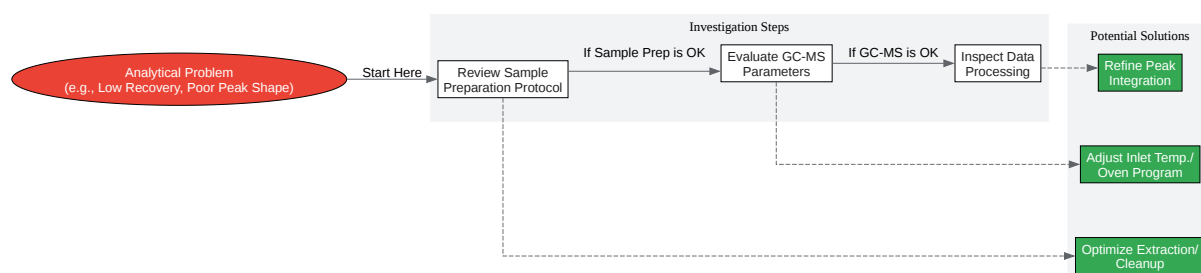 Analytical Problem
(e.g., Low Recovery, Poor Peak Shape)
Start Here
Investigation Steps
Review Sample
Preparation Protocol
If Sample Prep is OK
Evaluate GC-MS
Parameters
If GC-MS is OK
Inspect Data
Processing
Potential Solutions
Refine Peak
Integration
Adjust Inlet Temp./
Oven Program
Optimize Extraction/
Cleanup